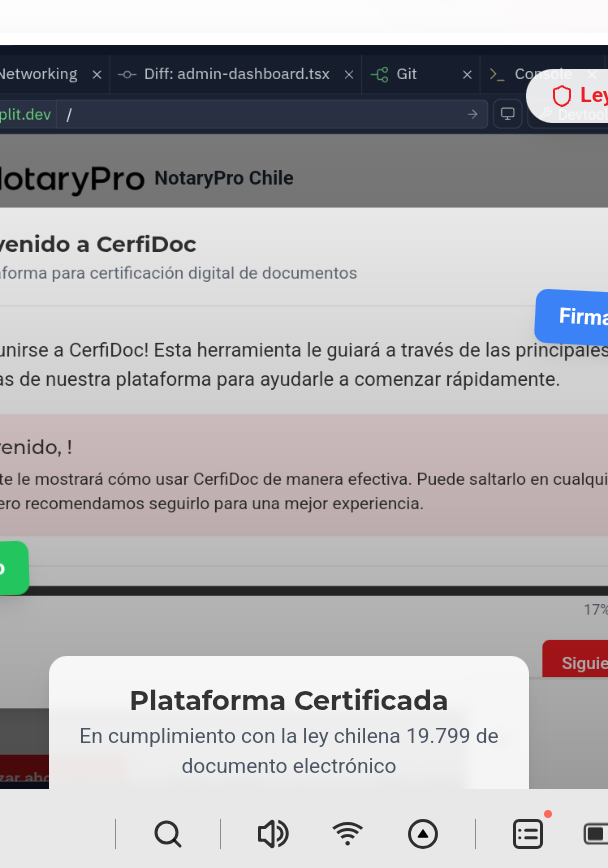 Networking × Diff: admin-dashboard.tsx × Git × Console
plit.dev /
NotaryPro NotaryPro Chile
venido a CerfiDoc
aforma para certificación digital de documentos
unirse a CerfiDoc! Esta herramienta le guiará a través de las principales
as de nuestra plataforma para ayudarle a comenzar rápidamente.
venido, !
te le mostrará cómo usar CerfiDoc de manera efectiva. Puede saltarlo en cualqui
ero recomendamos seguirlo para una mejor experiencia.
o
17%
Siguie
Plataforma Certificada
En cumplimiento con la ley chilena 19.799 de
documento electrónico
zar aho
Ley
Firma